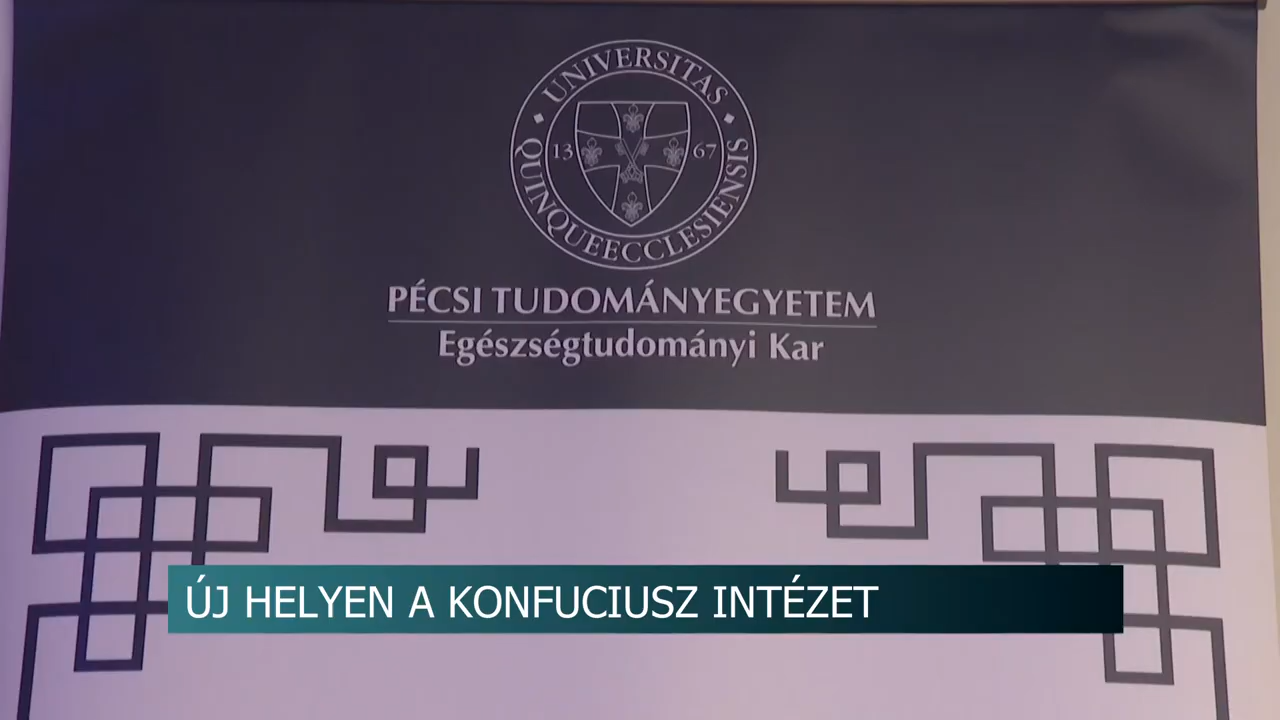 UNIVERSITAS
QUINQUEECCLESIENSIS
13 67
PÉCSI TUDOMÁNYEGYETEM
Egészségtudományi Kar
ÚJ HELYEN A KONFUCIUSZ INTÉZET